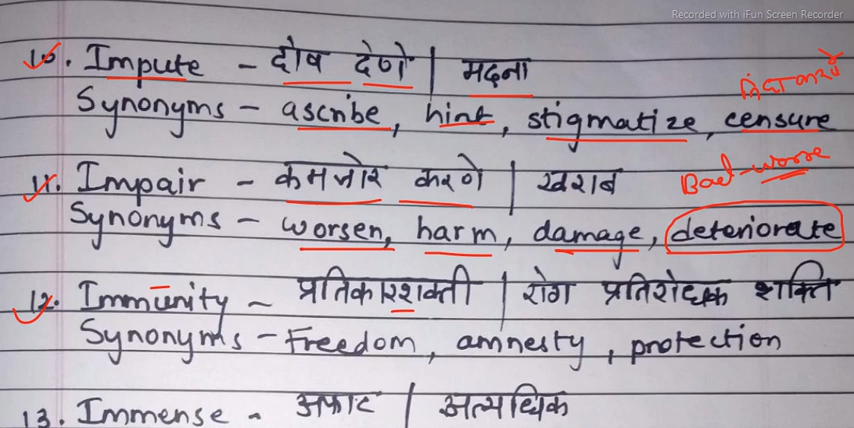 Recorded with iFun Screen Recorder
10. Impute - दोष देणे | मढ़ना
Synonyms - ascribe, hint, stigmatize, censure
11. Impair - कमजोर करणे | खराब
Bad - worse
Synonyms - worsen, harm, damage, deteriorate
12. Immunity - प्रतिकारशक्ती | रोग प्रतिरोधक शक्ति
Synonyms - Freedom, amnesty, protection
13. Immense - अफाट | अत्यधिक